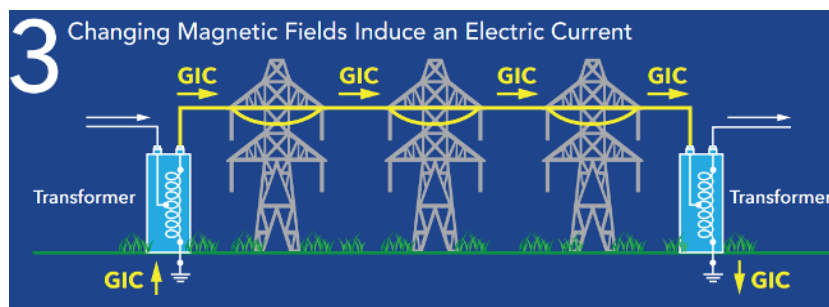 3 Changing Magnetic Fields Induce an Electric Current
GIC GIC GIC GIC
Transformer Transformer
GIC GIC